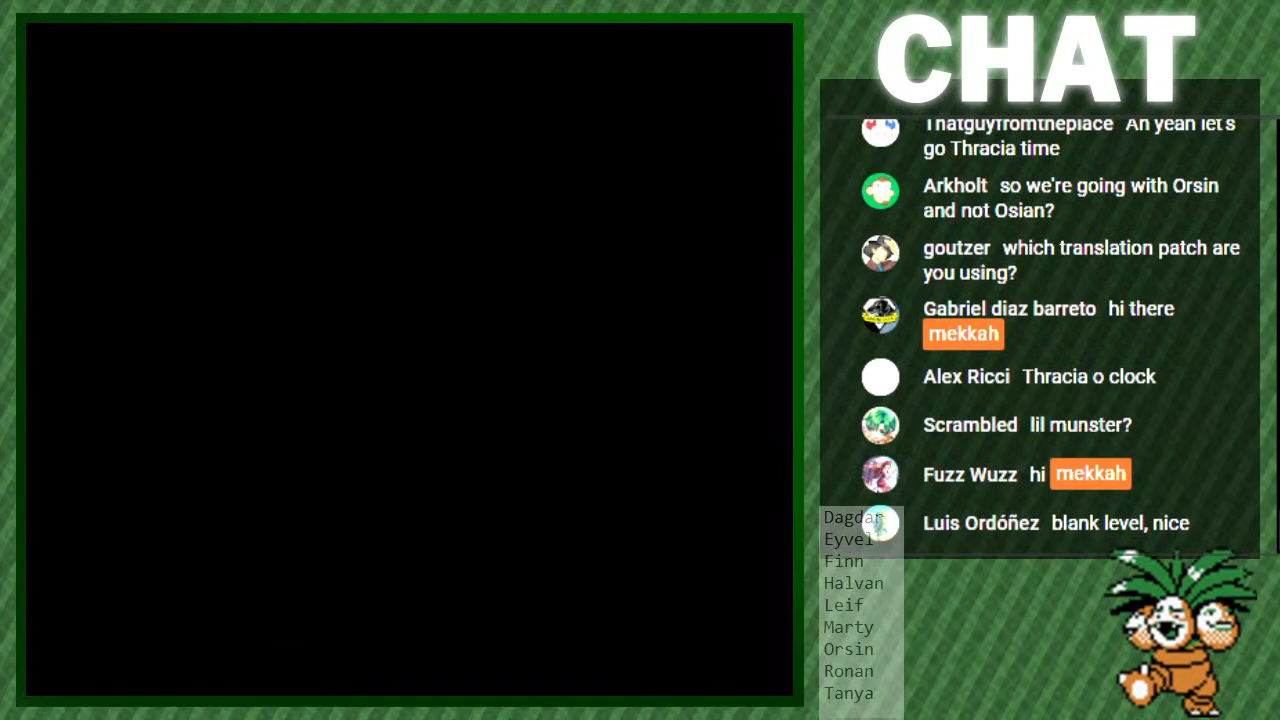 CHAT
Thatguyfromtheplace Ah yeah let's
go Thracia time
Arkholt so we're going with Orsin
and not Osian?
goutzer which translation patch are
you using?
Gabriel diaz barreto hi there
mekkah
Alex Ricci Thracia o clock
Scrambled lil munster?
Fuzz Wuzz hi mekkah
Luis Ordóñez blank level, nice
Dagdar
Eyvel
Finn
Halvan
Leif
Marty
Orsin
Ronan
Tanya